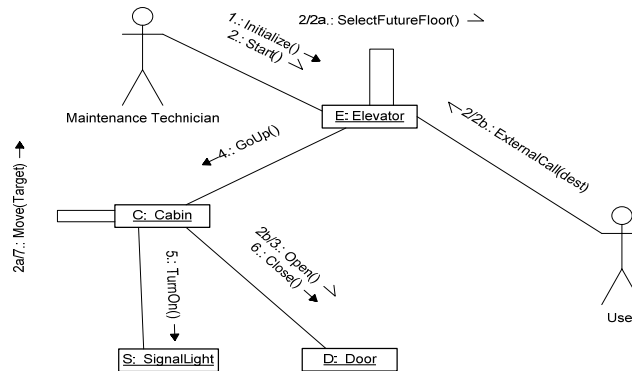 1.: Initialize()
2.: Start()
2/2a.: SelectFutureFloor()
Maintenance Technician
E: Elevator
2/2b.: ExternalCall(dest)
4.: GoUp()
2a/7.: Move(Target)
C: Cabin
5.: TurnOn()
2b/3.: Open()
6.: Close()
Use
S: SignalLight
D: Door